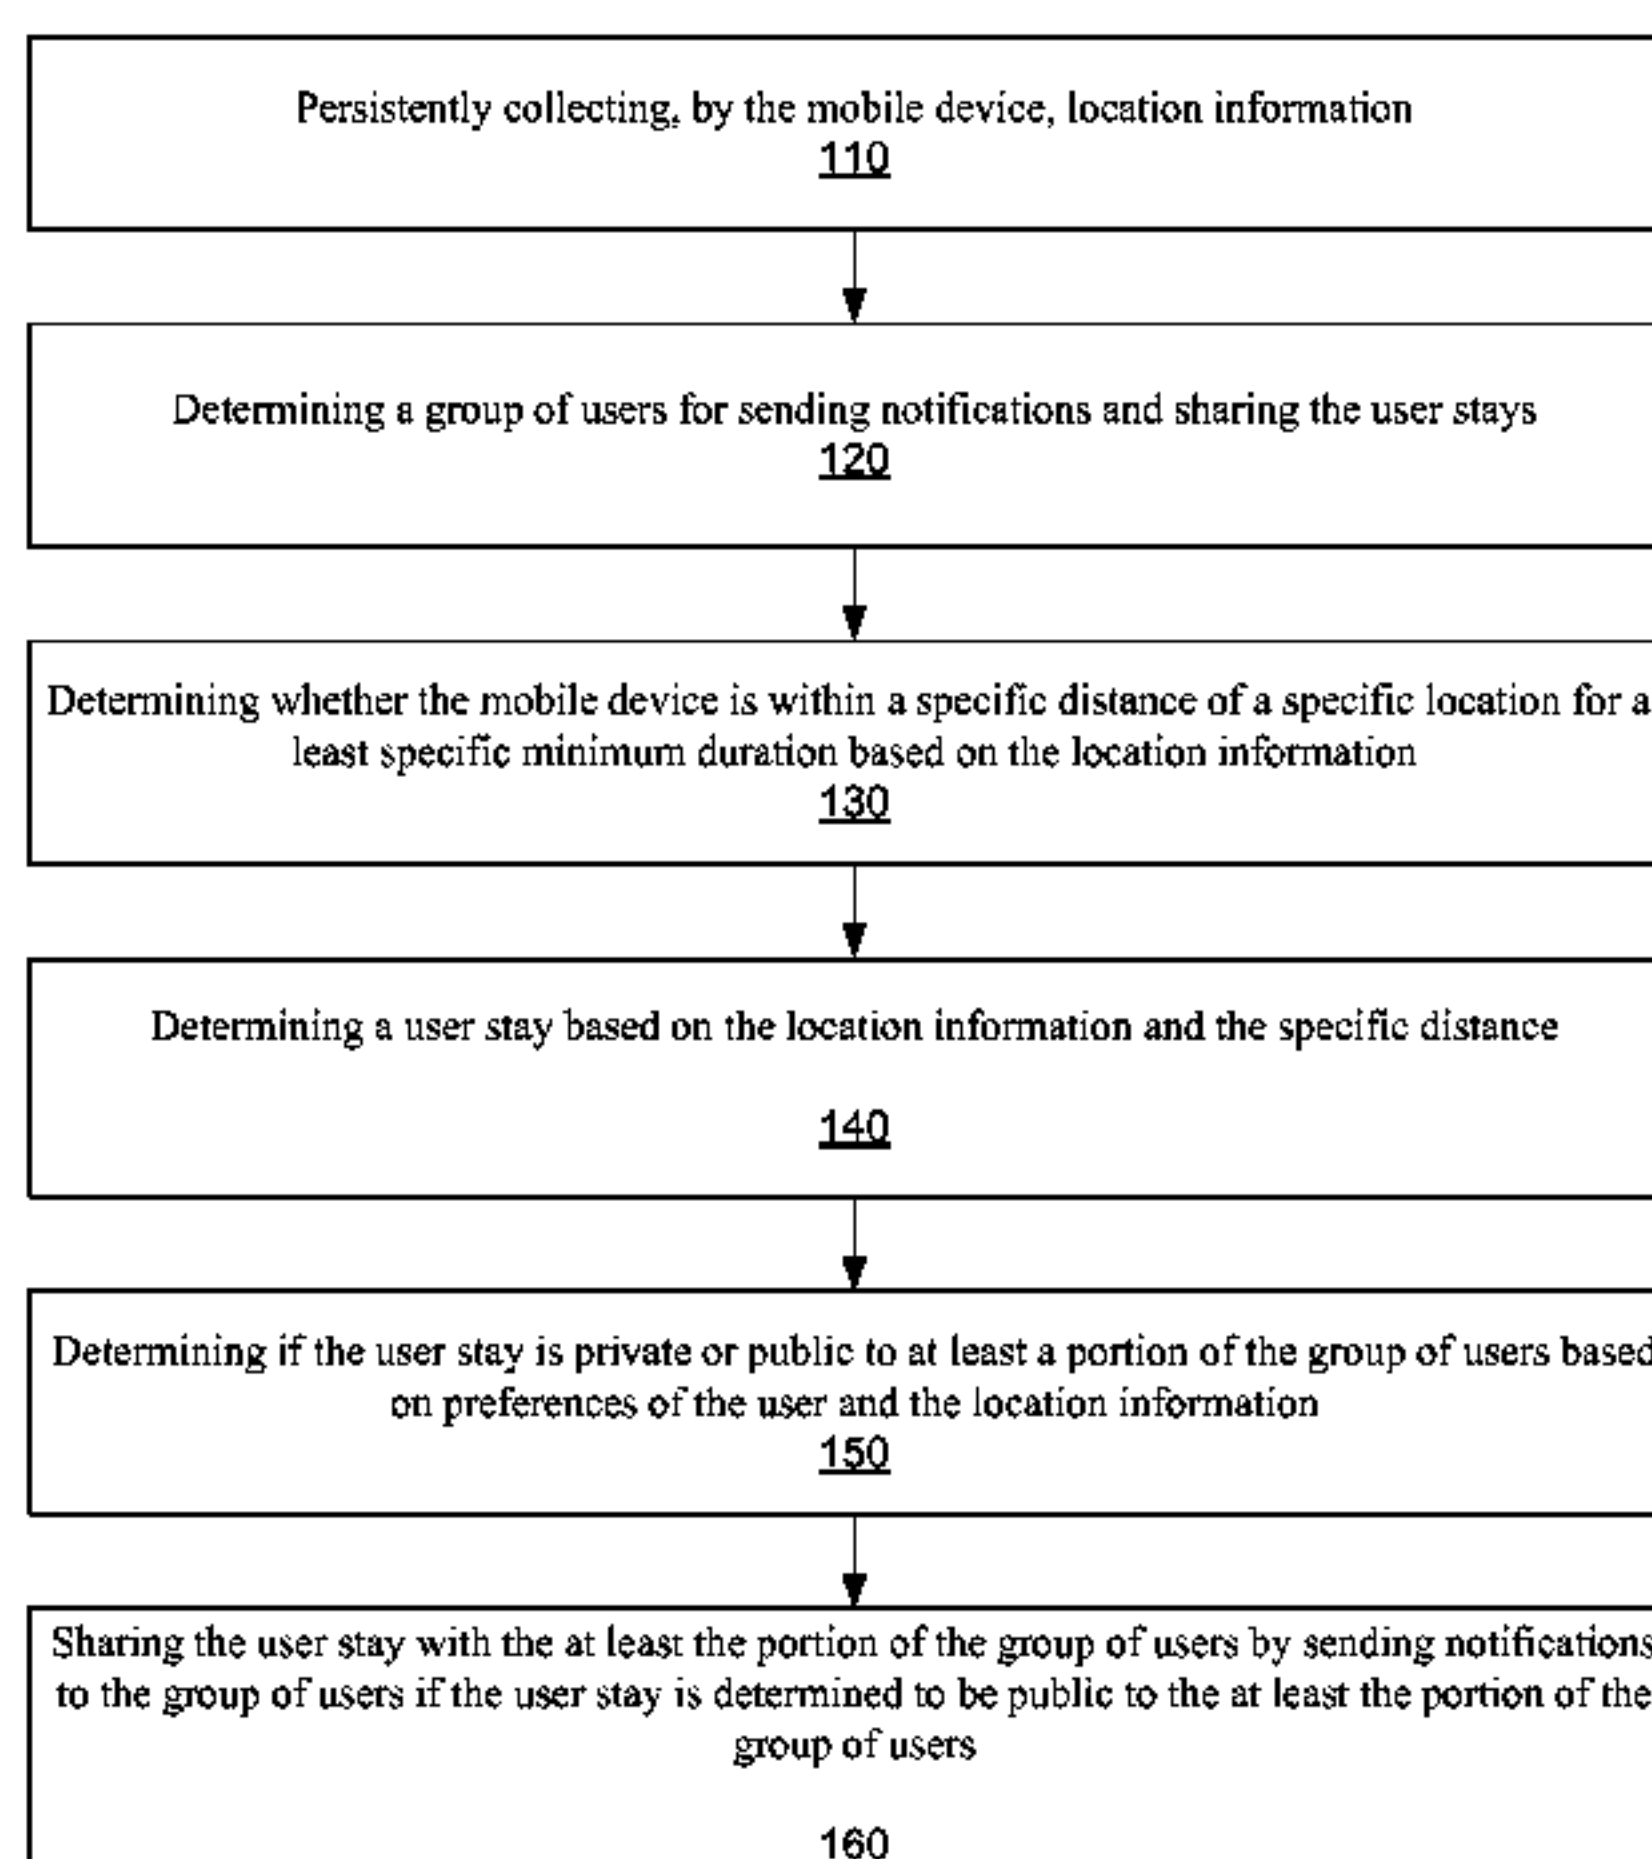 Persistently collecting, by the mobile device, location information
110
Determining a group of users for sending notifications and sharing the user stays
120
Determining whether the mobile device is within a specific distance of a specific location for a
least specific minimum duration based on the location information
130
Determining a user stay based on the location information and the specific distance
140
Determining if the user stay is private or public to at least a portion of the group of users based
on preferences of the user and the location information
150
Sharing the user stay with the at least the portion of the group of users by sending notifications
to the group of users if the user stay is determined to be public to the at least the portion of the
group of users
160